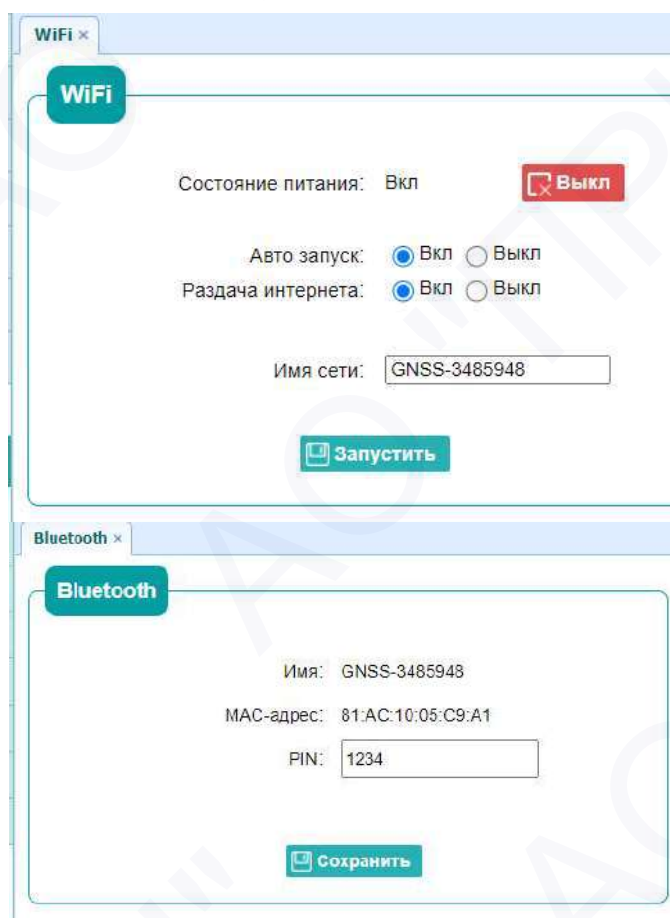 WiFi ×
WiFi
Состояние питания: Вкл Выкл
Авто запуск: Вкл Выкл
Раздача интернета: Вкл Выкл
Имя сети: GNSS-3485948
Запустить
Bluetooth ×
Bluetooth
Имя: GNSS-3485948
MAC-адрес: 81:AC:10:05:C9:A1
PIN: 1234
Сохранить